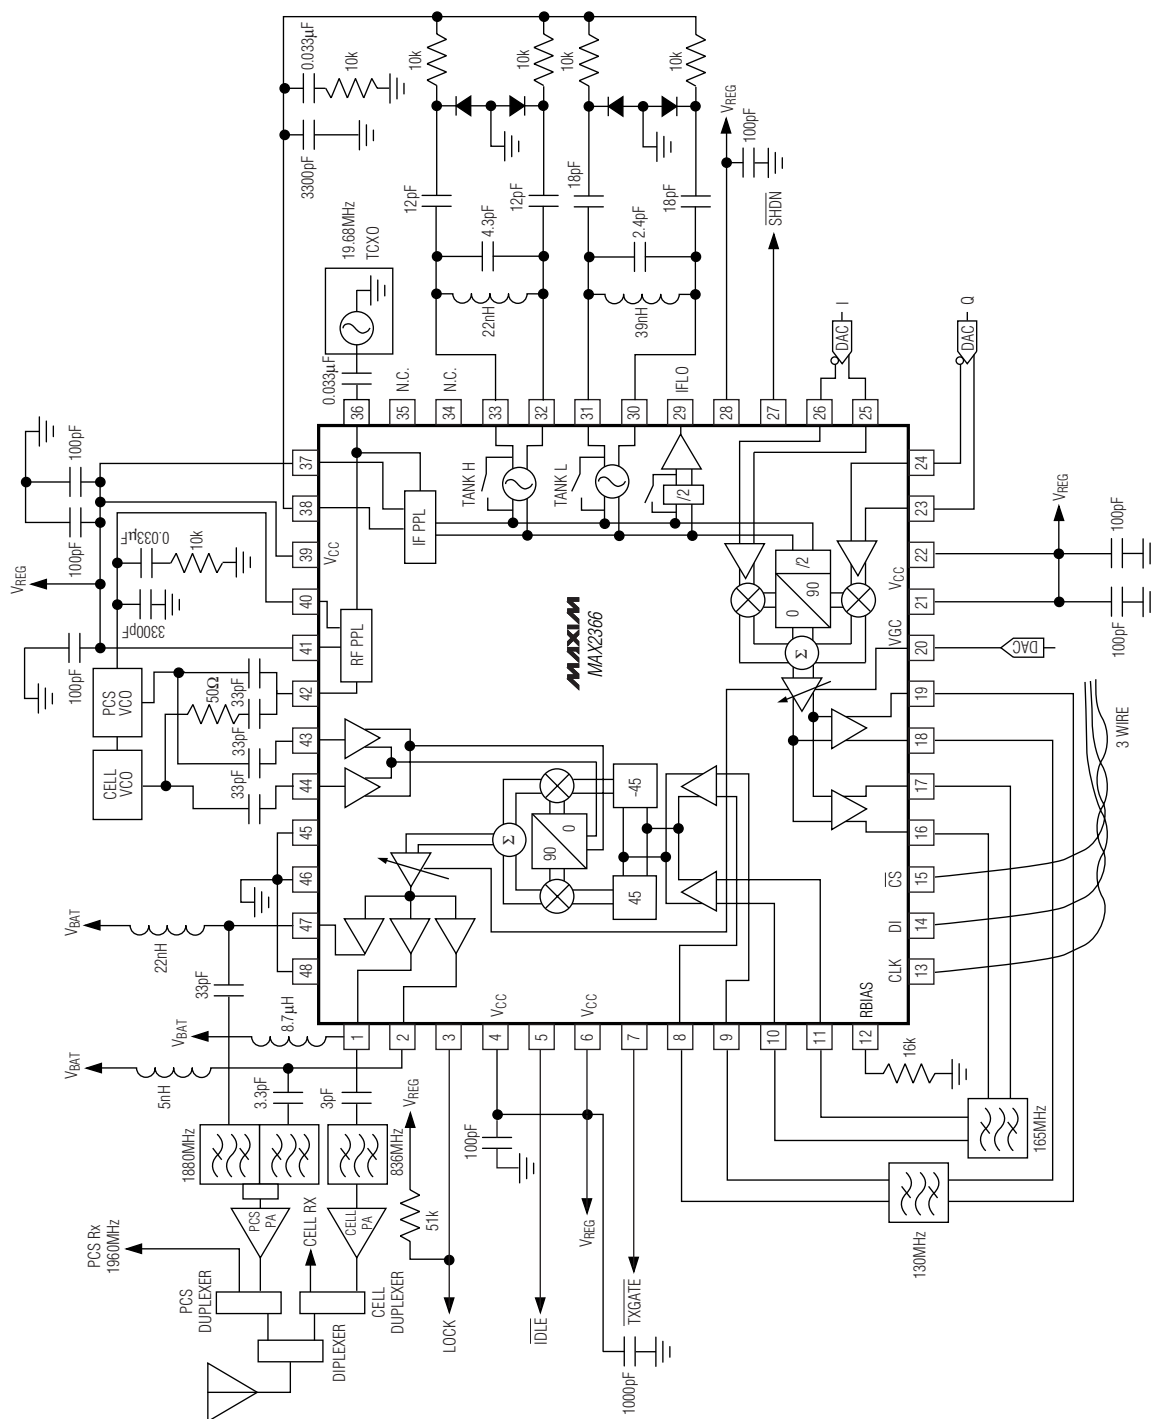 0.033µF
10k
3300pF
10k
10k
10k
10k
12pF
12pF
18pF
18pF
4.3pF
2.4pF
22nH
39nH
19.68MHz
TCXO
0.033µF
VREG
100pF
SHDN
DAC
I
DAC
Q
36
35
N.C.
34
N.C.
33
32
31
30
29
IFLO
28
27
26
25
100pF
100pF
VREG
0.033µF
10k
3300pF
100pF
PCS
VCO
CELL
VCO
50Ω
33pF
33pF
33pF
37
38
39
VCC
40
41
42
43
44
45
46
47
48
IF PPL
RF PPL
TANK H
TANK L
/2
/2
0
90
Σ
MAXIM
MAX2366
Σ
90
0
-45
45
24
23
22
VCC
21
VGC
20
19
18
17
16
CS
15
DI
14
CLK
13
VREG
100pF
100pF
DAC
3 WIRE
VBAT
22nH
33pF
VBAT
8.7µH
VBAT
5nH
3.3pF
3pF
1
2
3
VCC
4
5
VCC
6
7
8
9
10
11
RBIAS
12
16k
1880MHz
836MHz
PCS
PA
CELL
PA
PCS Rx
1960MHz
CELL RX
PCS
DUPLEXER
CELL
DUPLEXER
DIPLEXER
VREG
51k
LOCK
100pF
IDLE
VREG
TXGATE
1000pF
130MHz
165MHz